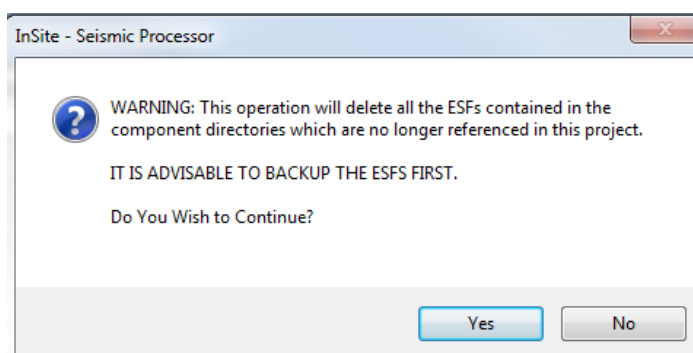 InSite - Seismic Processor
WARNING: This operation will delete all the ESFs contained in the
component directories which are no longer referenced in this project.
IT IS ADVISABLE TO BACKUP THE ESFS FIRST.
Do You Wish to Continue?
Yes
No